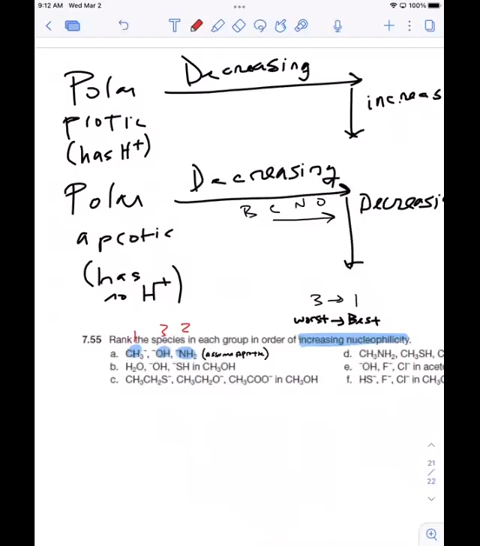 9:12 AM Wed Mar 2
100%
Polar
protic
(has H+)
Decreasing
increas
Polar
aprotic
(has
no H+)
Decreasing
B C N O
Decreasi
3 → 1
worst → Best
1 3 2
7.55 Rank the species in each group in order of increasing nucleophilicity.
a. CH₃⁻, ⁻OH, ⁻NH₂ (assume aprotic)
b. H₂O, ⁻OH, ⁻SH in CH₃OH
c. CH₃CH₂S⁻, CH₃CH₂O⁻, CH₃COO⁻ in CH₃OH
d. CH₃NH₂, CH₃SH, C
e. ⁻OH, F⁻, Cl⁻ in acet
f. HS⁻, F⁻, Cl⁻ in CH₃
21
/
22